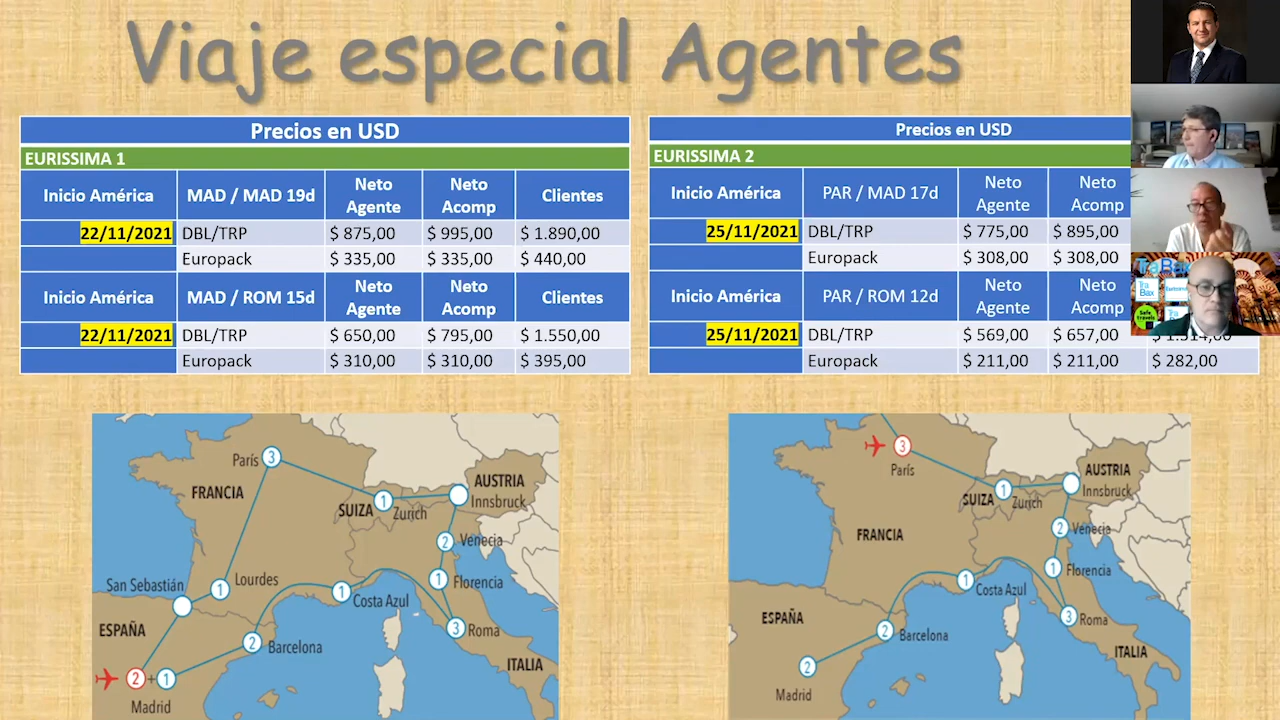 Viaje especial Agentes
Precios en USD
EURISSIMA 1
Inicio América MAD / MAD 19d Neto Agente Neto Acomp Clientes
22/11/2021 DBL/TRP $ 875,00 $ 995,00 $ 1.890,00
Europack $ 335,00 $ 335,00 $ 440,00
Inicio América MAD / ROM 15d Neto Agente Neto Acomp Clientes
22/11/2021 DBL/TRP $ 650,00 $ 795,00 $ 1.550,00
Europack $ 310,00 $ 310,00 $ 395,00
Precios en USD
EURISSIMA 2
Inicio América PAR / MAD 17d Neto Agente Neto Acomp
25/11/2021 DBL/TRP $ 775,00 $ 895,00
Europack $ 308,00 $ 308,00
Inicio América PAR / ROM 12d Neto Agente Neto Acomp
25/11/2021 DBL/TRP $ 569,00 $ 657,00
Europack $ 211,00 $ 211,00 $ 282,00
TraBax
Tra
Bax
Safe
travels
París 3
FRANCIA
AUSTRIA
Innsbruck
SUIZA
1
Zurich
2 Venecia
San Sebastián
1 Lourdes
1 Florencia
1 Costa Azul
ESPAÑA
2 Barcelona
3 Roma
ITALIA
2 + 1
Madrid
3
París
AUSTRIA
Innsbruck
SUIZA
1
Zurich
FRANCIA
2 Venecia
1 Florencia
1 Costa Azul
ESPAÑA
2 Barcelona
3 Roma
ITALIA
2
Madrid